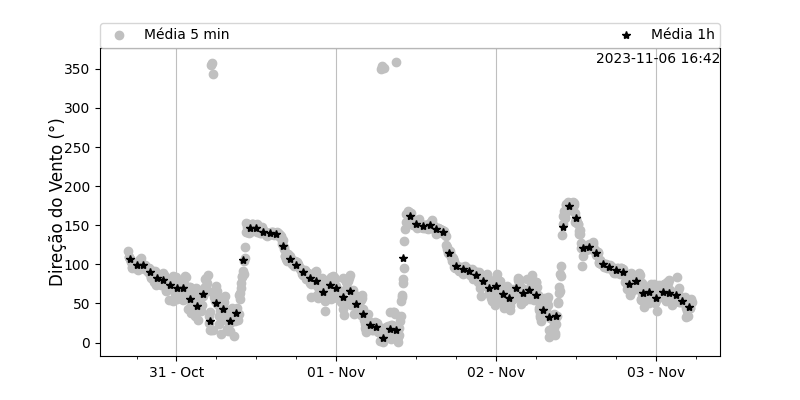 Média 5 min
Média 1h
2023-11-06 16:42
350
300
250
200
150
100
50
0
Direção do Vento (°)
31 - Oct
01 - Nov
02 - Nov
03 - Nov